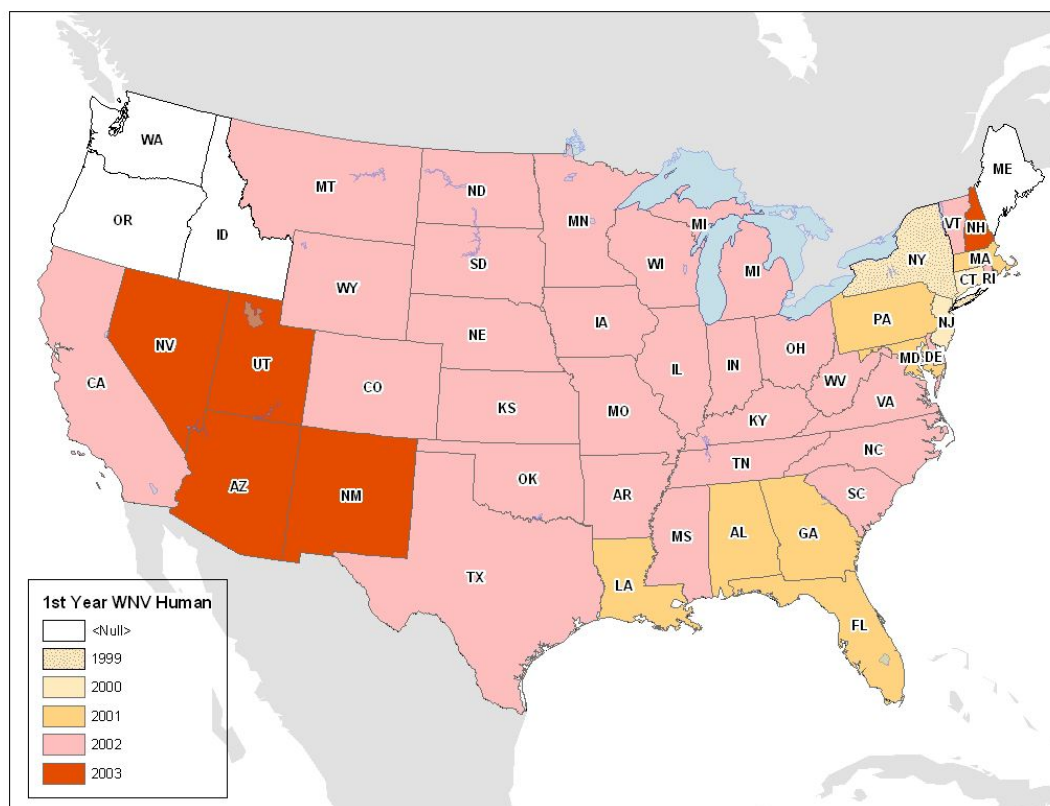 WA
MT
ND
ME
OR
ID
MN
VT
NH
MI
SD
WI
NY
MA
WY
MI
CT RI
IA
PA
NE
NJ
NV
UT
OH
MD DE
CA
CO
IL
IN
WV
KS
MO
VA
KY
NC
TN
AZ
NM
OK
AR
SC
MS
AL
GA
TX
LA
FL
1st Year WNV Human
<Null>
1999
2000
2001
2002
2003